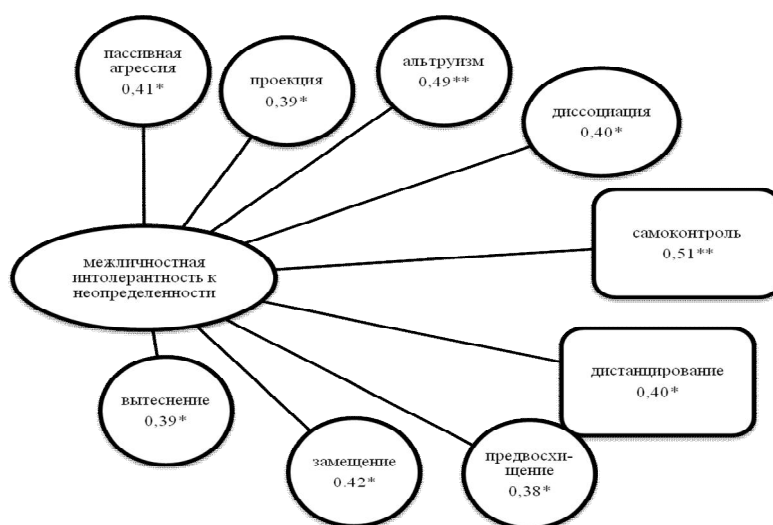 пассивная
агрессия
0,41*
проекция
0,39*
альтруизм
0,49**
диссоциация
0,40*
самоконтроль
0,51**
межличностная
интолерантность к
неопределенности
дистанцирование
0,40*
вытеснение
0,39*
замещение
0.42*
предвосхи-
щение
0,38*